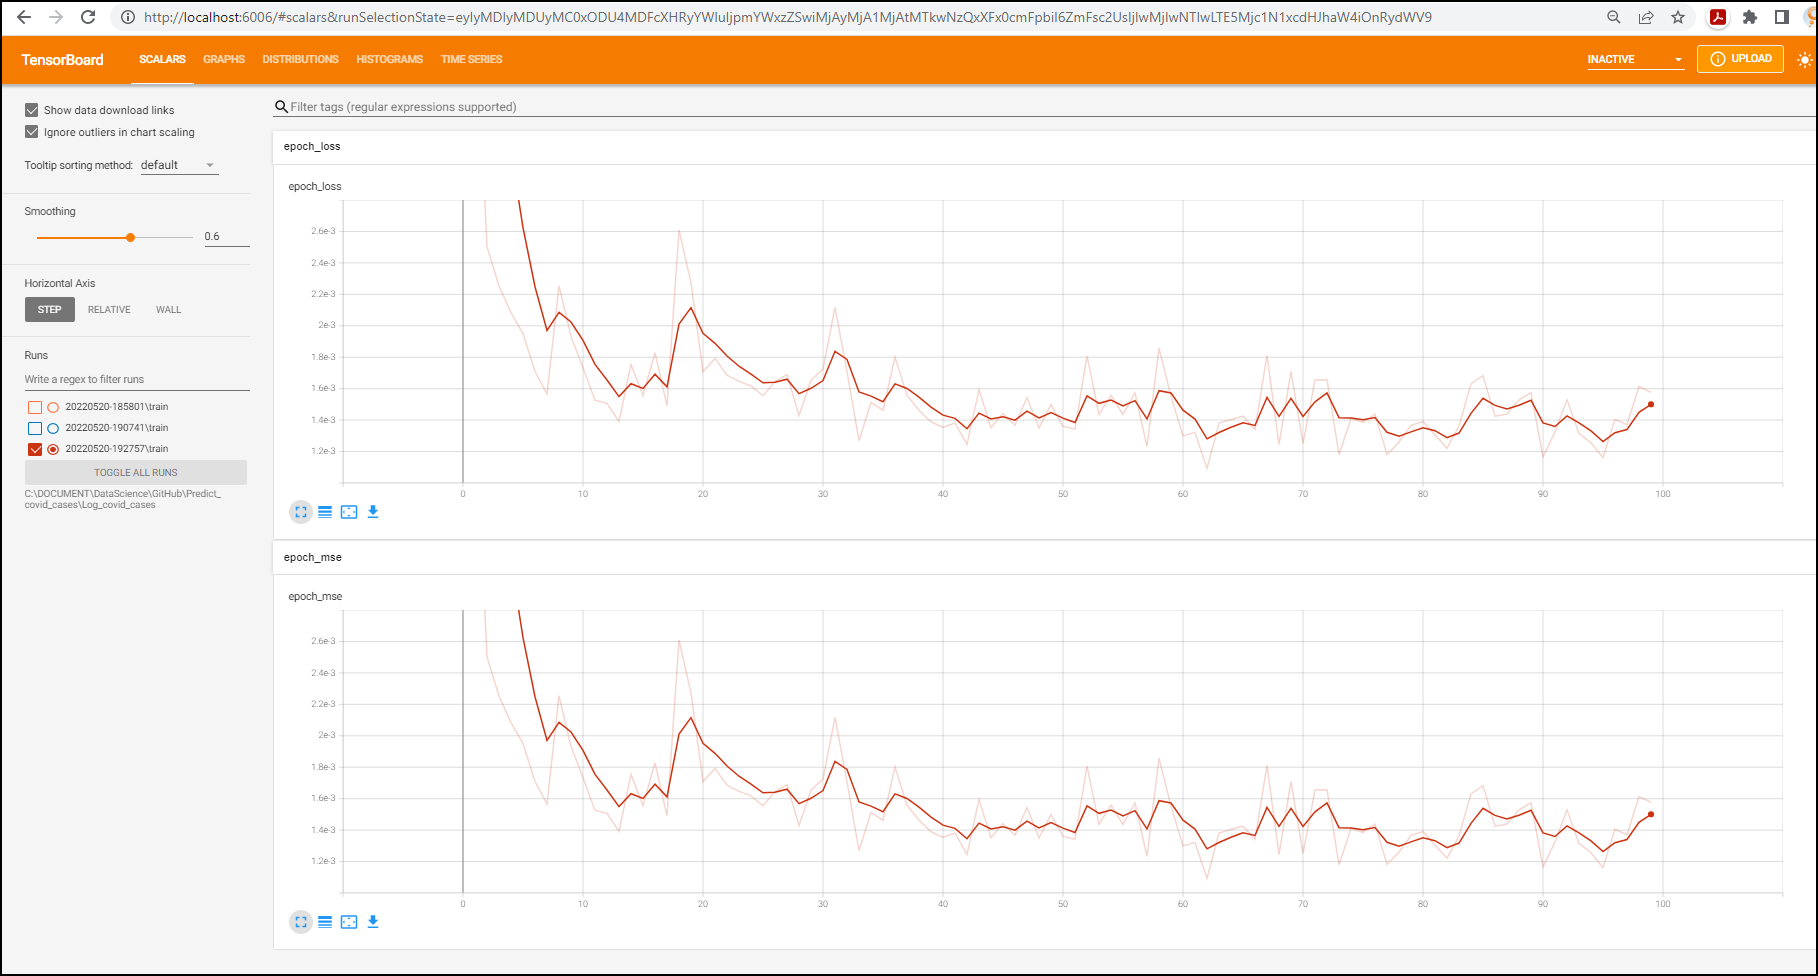 http://localhost:6006/#scalars&runSelectionState=eyIyMDIyMDUyMC0xODU4MDFcXHRyYWluIjpmYWxzZSwiMjAyMjA1MjAtMTkwNzQxXFx0cmFpbiI6ZmFsc2UsIjIwMjIwNTIwLTE5Mjc1N1xcdHJhaW4iOnRydWV9
TensorBoard SCALARS GRAPHS DISTRIBUTIONS HISTOGRAMS TIME SERIES INACTIVE UPLOAD
Show data download links
Ignore outliers in chart scaling
Tooltip sorting method: default
Smoothing
0.6
Horizontal Axis
STEP RELATIVE WALL
Runs
Write a regex to filter runs
20220520-185801\train
20220520-190741\train
20220520-192757\train
TOGGLE ALL RUNS
C:\DOCUMENT\DataScience\GitHub\Predict_
covid_cases\Log_covid_cases
Filter tags (regular expressions supported)
epoch_loss
epoch_loss
2.6e-3
2.4e-3
2.2e-3
2e-3
1.8e-3
1.6e-3
1.4e-3
1.2e-3
0 10 20 30 40 50 60 70 80 90 100
epoch_mse
epoch_mse
2.6e-3
2.4e-3
2.2e-3
2e-3
1.8e-3
1.6e-3
1.4e-3
1.2e-3
0 10 20 30 40 50 60 70 80 90 100